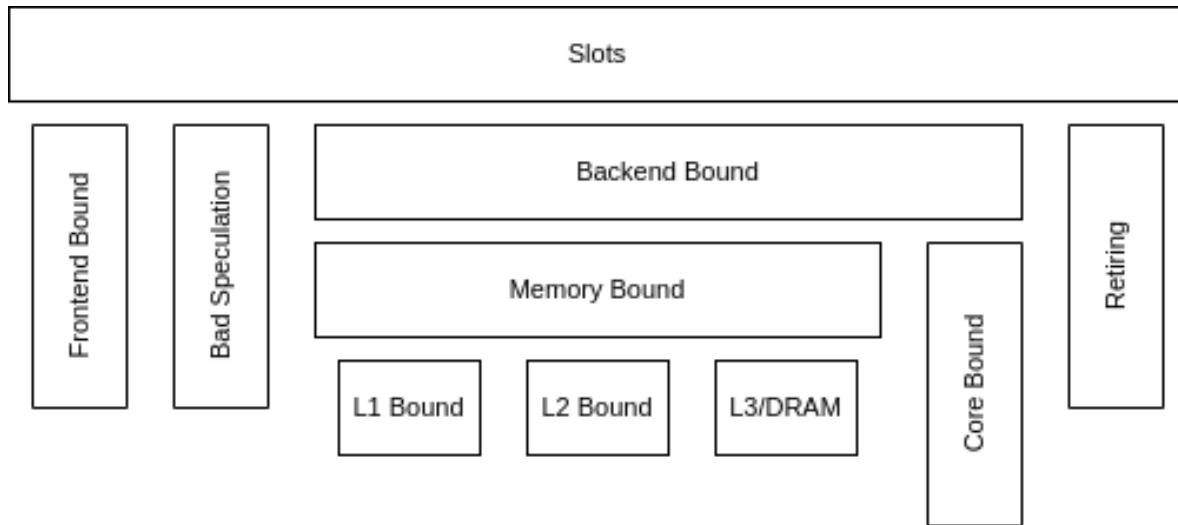 Slots
Frontend Bound
Bad Speculation
Backend Bound
Retiring
Memory Bound
Core Bound
L1 Bound
L2 Bound
L3/DRAM